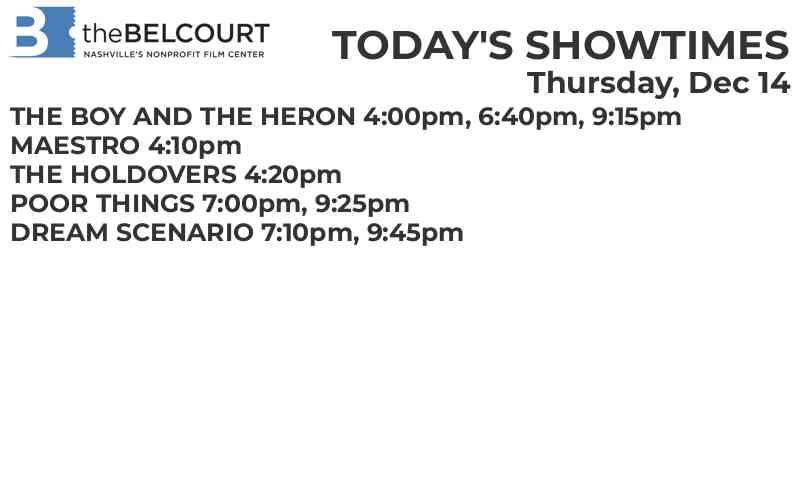 B theBELCOURT
NASHVILLE'S NONPROFIT FILM CENTER
TODAY'S SHOWTIMES
Thursday, Dec 14
THE BOY AND THE HERON 4:00pm, 6:40pm, 9:15pm
MAESTRO 4:10pm
THE HOLDOVERS 4:20pm
POOR THINGS 7:00pm, 9:25pm
DREAM SCENARIO 7:10pm, 9:45pm